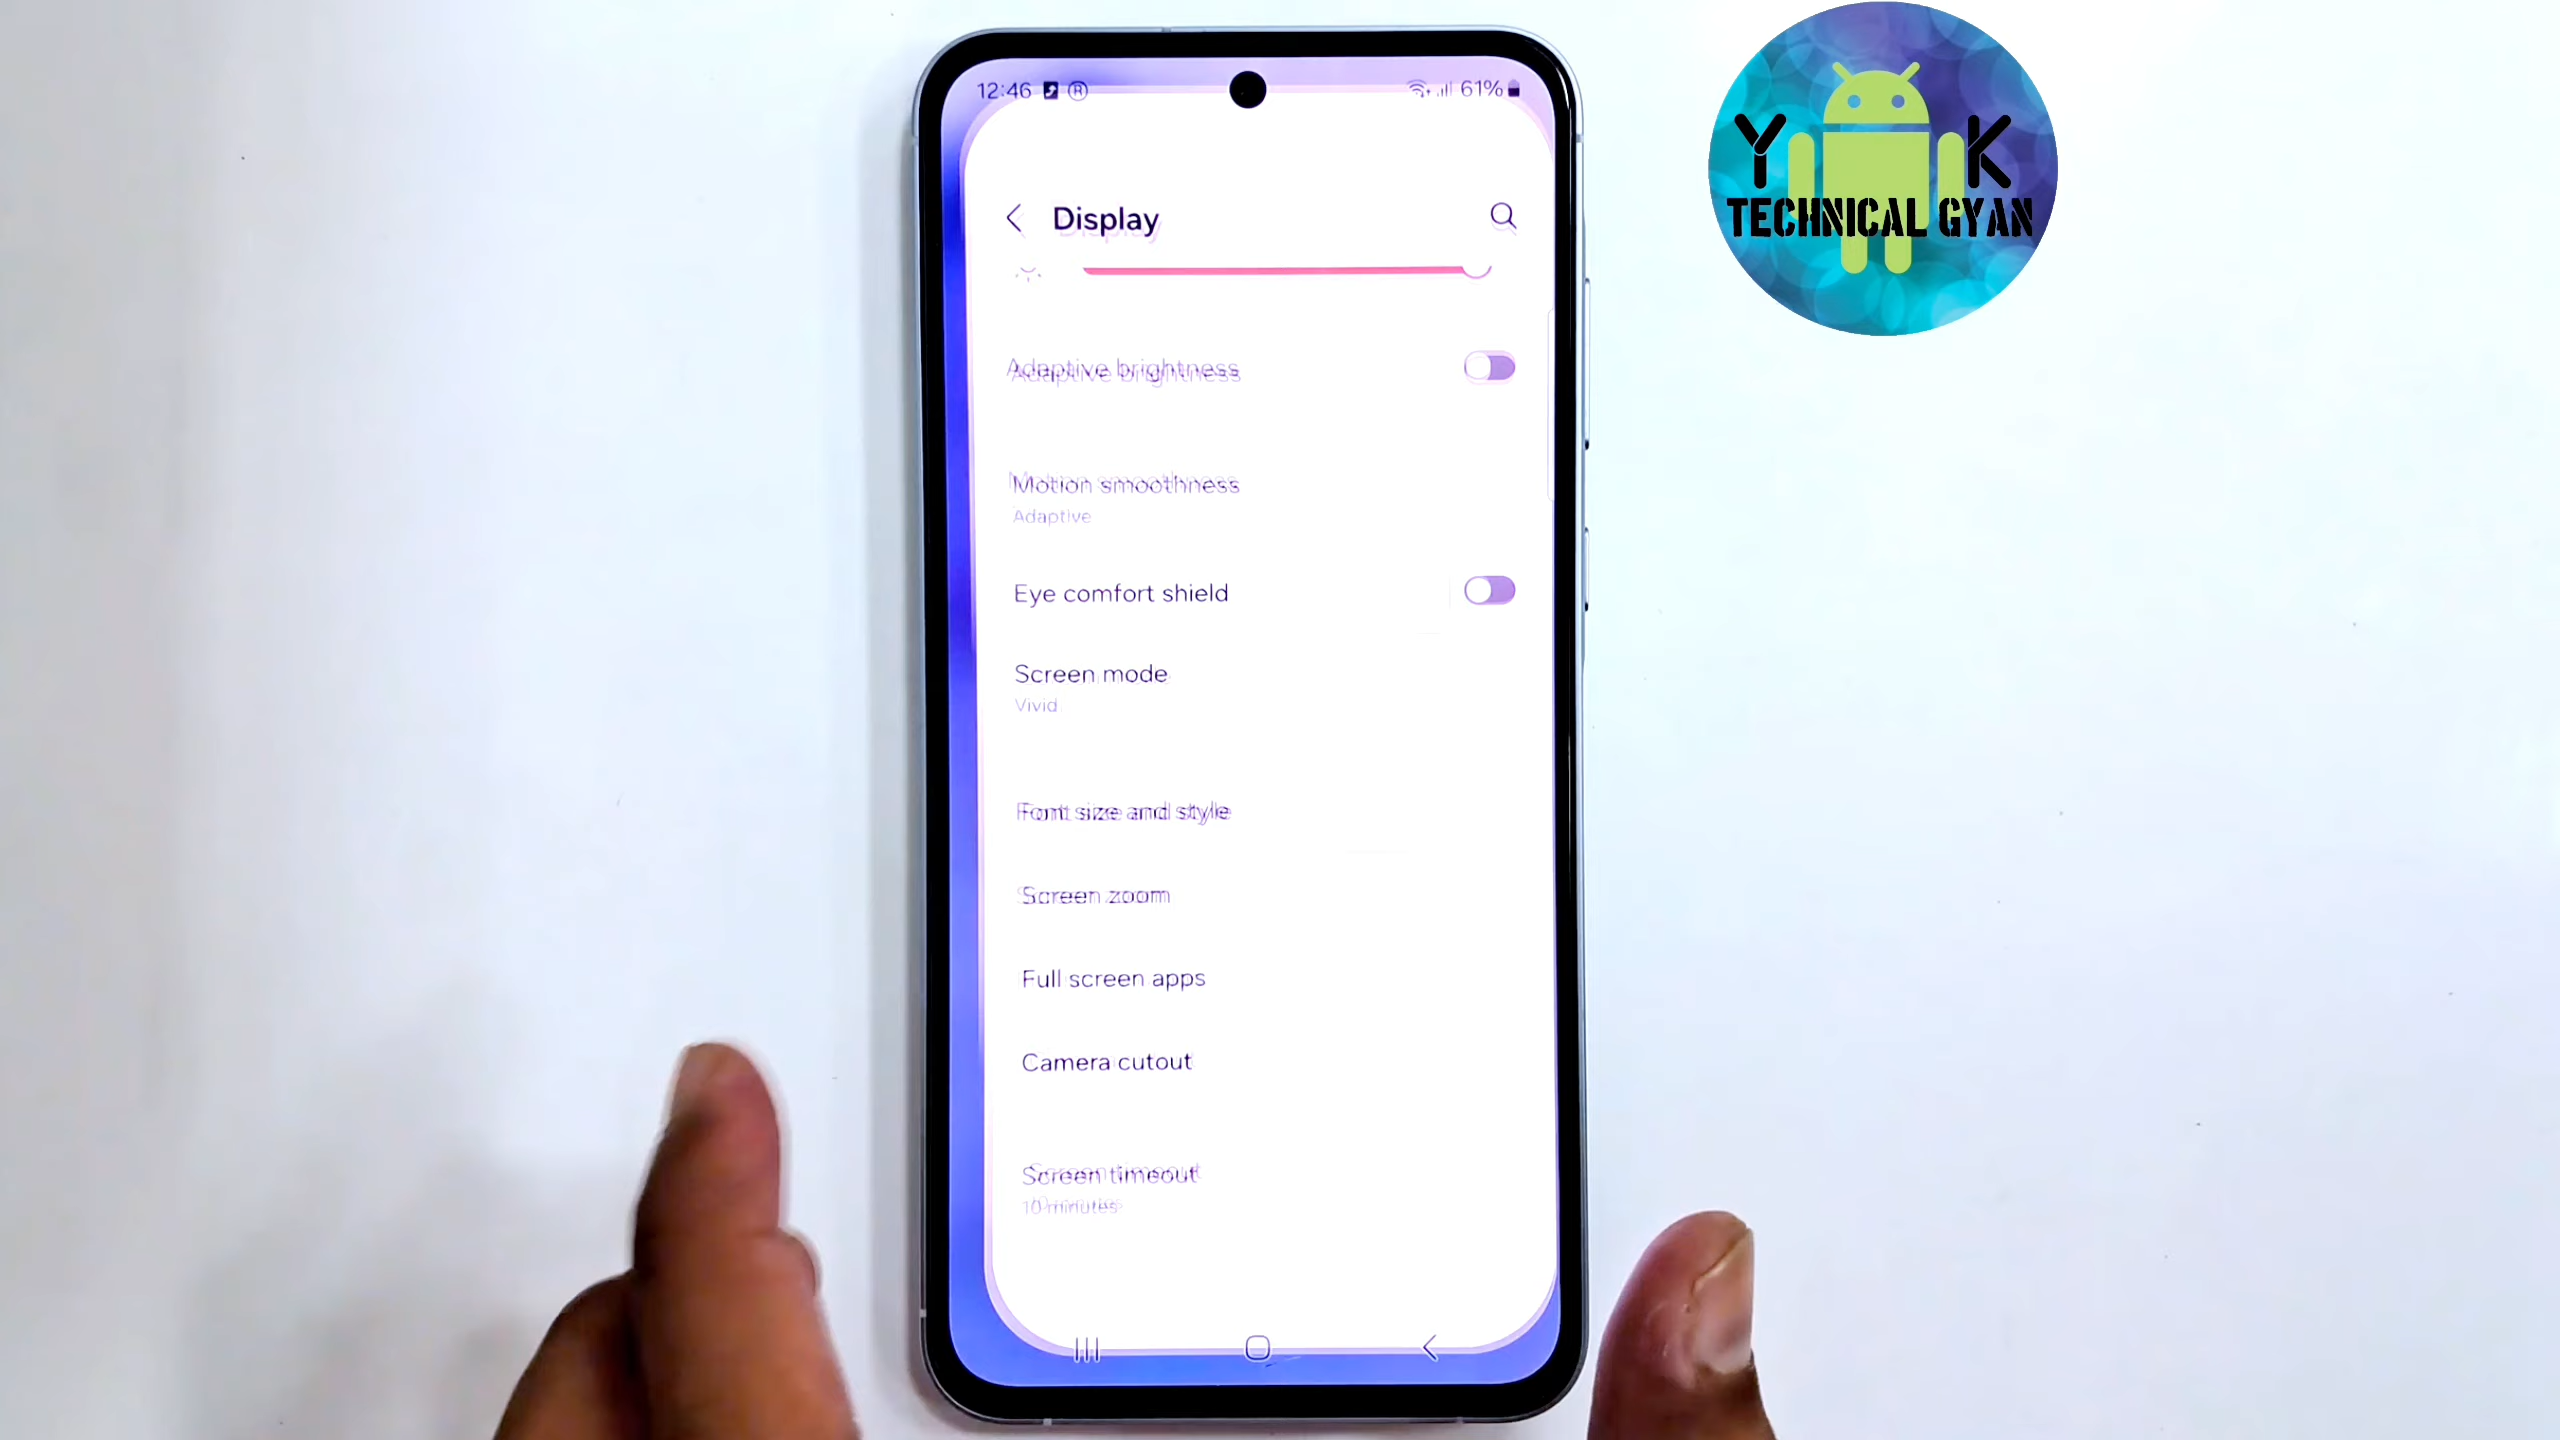 12:46 R 61%
Y K
TECHNICAL GYAN
Display
Adaptive brightness
Motion smoothness
Adaptive
Eye comfort shield
Screen mode
Vivid
Font size and style
Screen zoom
Full screen apps
Camera cutout
Screen timeout
10 minutes